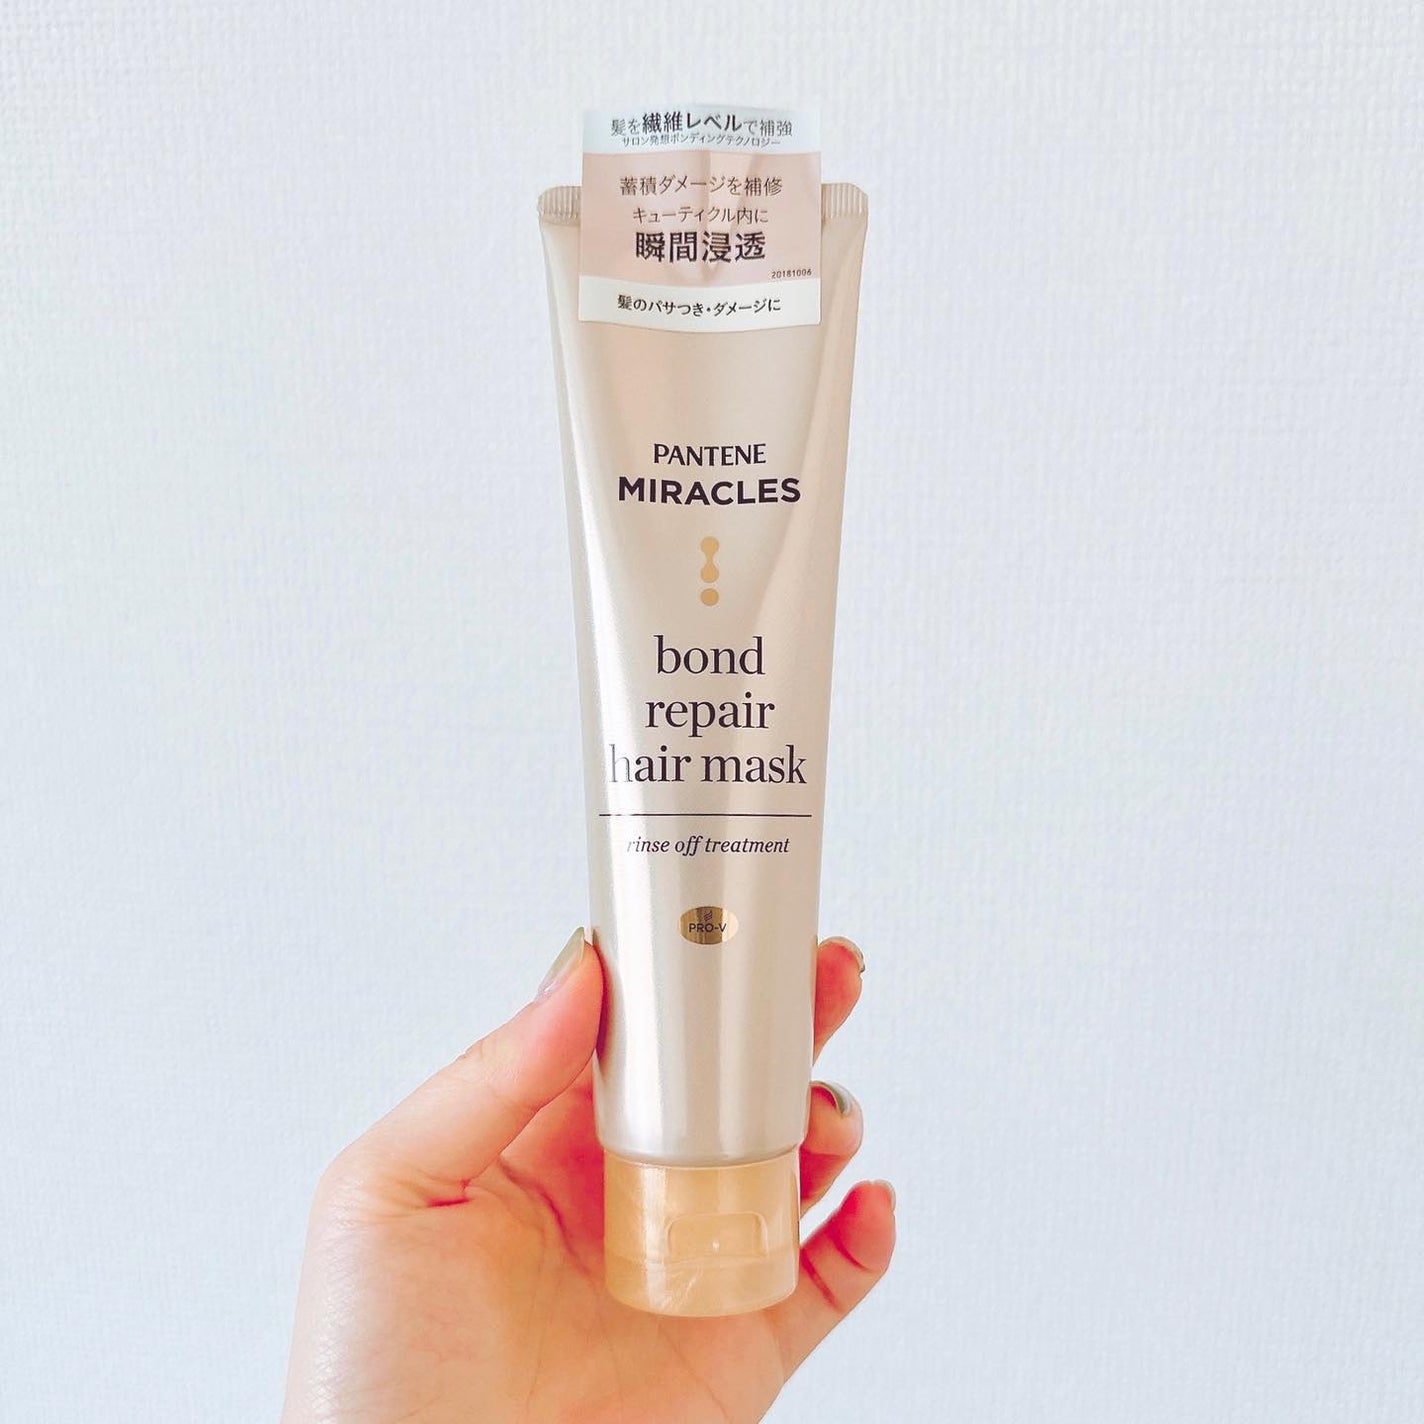 髪を繊維レベルで補強
サロン発想ボンディングテクノロジー
蓄積ダメージを補修
キューティクル内に
瞬間浸透
20181006
髪のパサつき・ダメージに
PANTENE
MIRACLES
bond
repair
hair mask
rinse off treatment
PRO-V